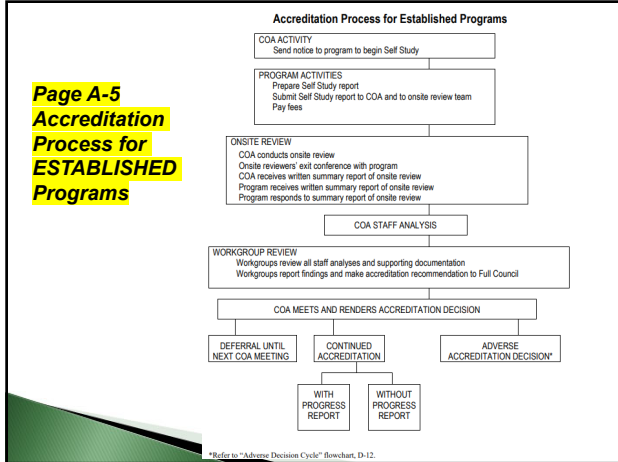 Accreditation Process for Established Programs
Page A-5
Accreditation
Process for
ESTABLISHED
Programs
COA ACTIVITY
Send notice to program to begin Self Study
PROGRAM ACTIVITIES
Prepare Self Study report
Submit Self Study report to COA and to onsite review team
Pay fees
ONSITE REVIEW
COA conducts onsite review
Onsite reviewers' exit conference with program
COA receives written summary report of onsite review
Program receives written summary report of onsite review
Program responds to summary report of onsite review
COA STAFF ANALYSIS
WORKGROUP REVIEW
Workgroups review all staff analyses and supporting documentation
Workgroups report findings and make accreditation recommendation to Full Council
COA MEETS AND RENDERS ACCREDITATION DECISION
DEFERRAL UNTIL
NEXT COA MEETING
CONTINUED
ACCREDITATION
ADVERSE
ACCREDITATION DECISION*
WITH
PROGRESS
REPORT
WITHOUT
PROGRESS
REPORT
*Refer to "Adverse Decision Cycle" flowchart, D-12.